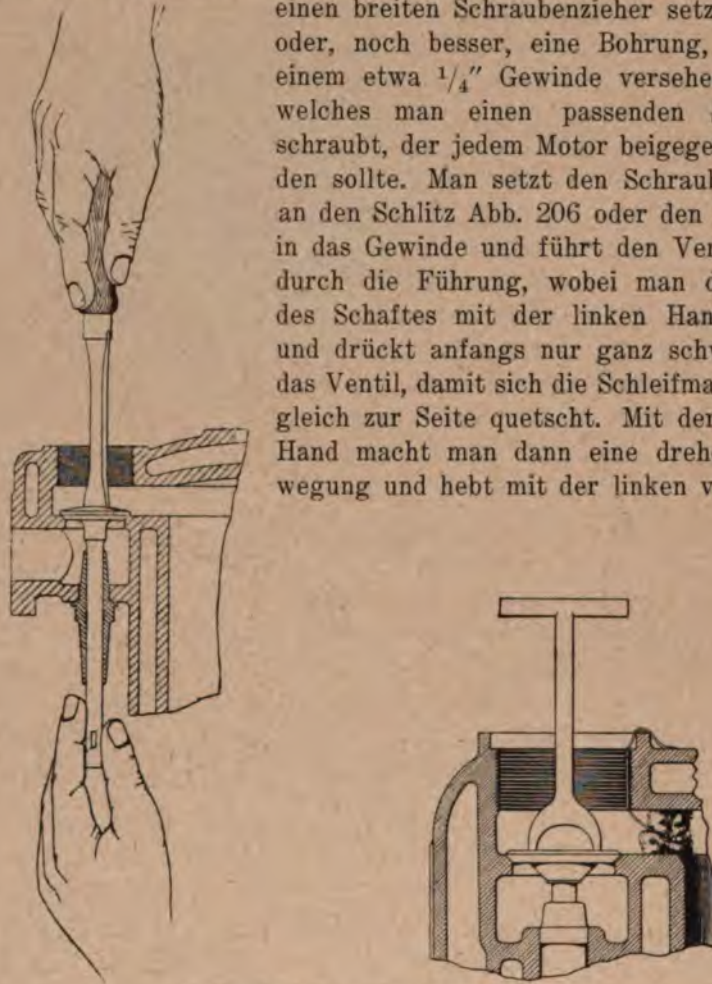 einen breiten Schraubenzieher setz
oder, noch besser, eine Bohrung,
einem etwa 1/4″ Gewinde versehe
welches man einen passenden
schraubt, der jedem Motor beigege
den sollte. Man setzt den Schraub
an den Schlitz Abb. 206 oder den
in das Gewinde und führt den Ver
durch die Führung, wobei man d
des Schaftes mit der linken Han
und drückt anfangs nur ganz schw
das Ventil, damit sich die Schleifma
gleich zur Seite quetscht. Mit der
Hand macht man dann eine dreh
wegung und hebt mit der linken v